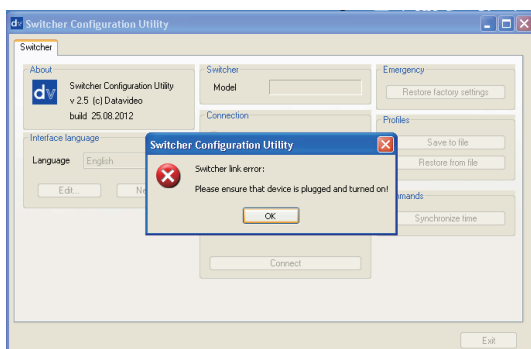 dv Switcher Configuration Utility
Switcher
About
dv
Switcher Configuration Utility
v 2.5 (c) Datavideo
build 25.08.2012
Switcher
Model
Emergency
Restore factory settings
Connection
Profiles
Save to file
Restore from file
Interface language
Language English
Edit...
Switcher Configuration Utility
Switcher link error:
Please ensure that device is plugged and turned on!
OK
Synchronize time
Connect
Exit